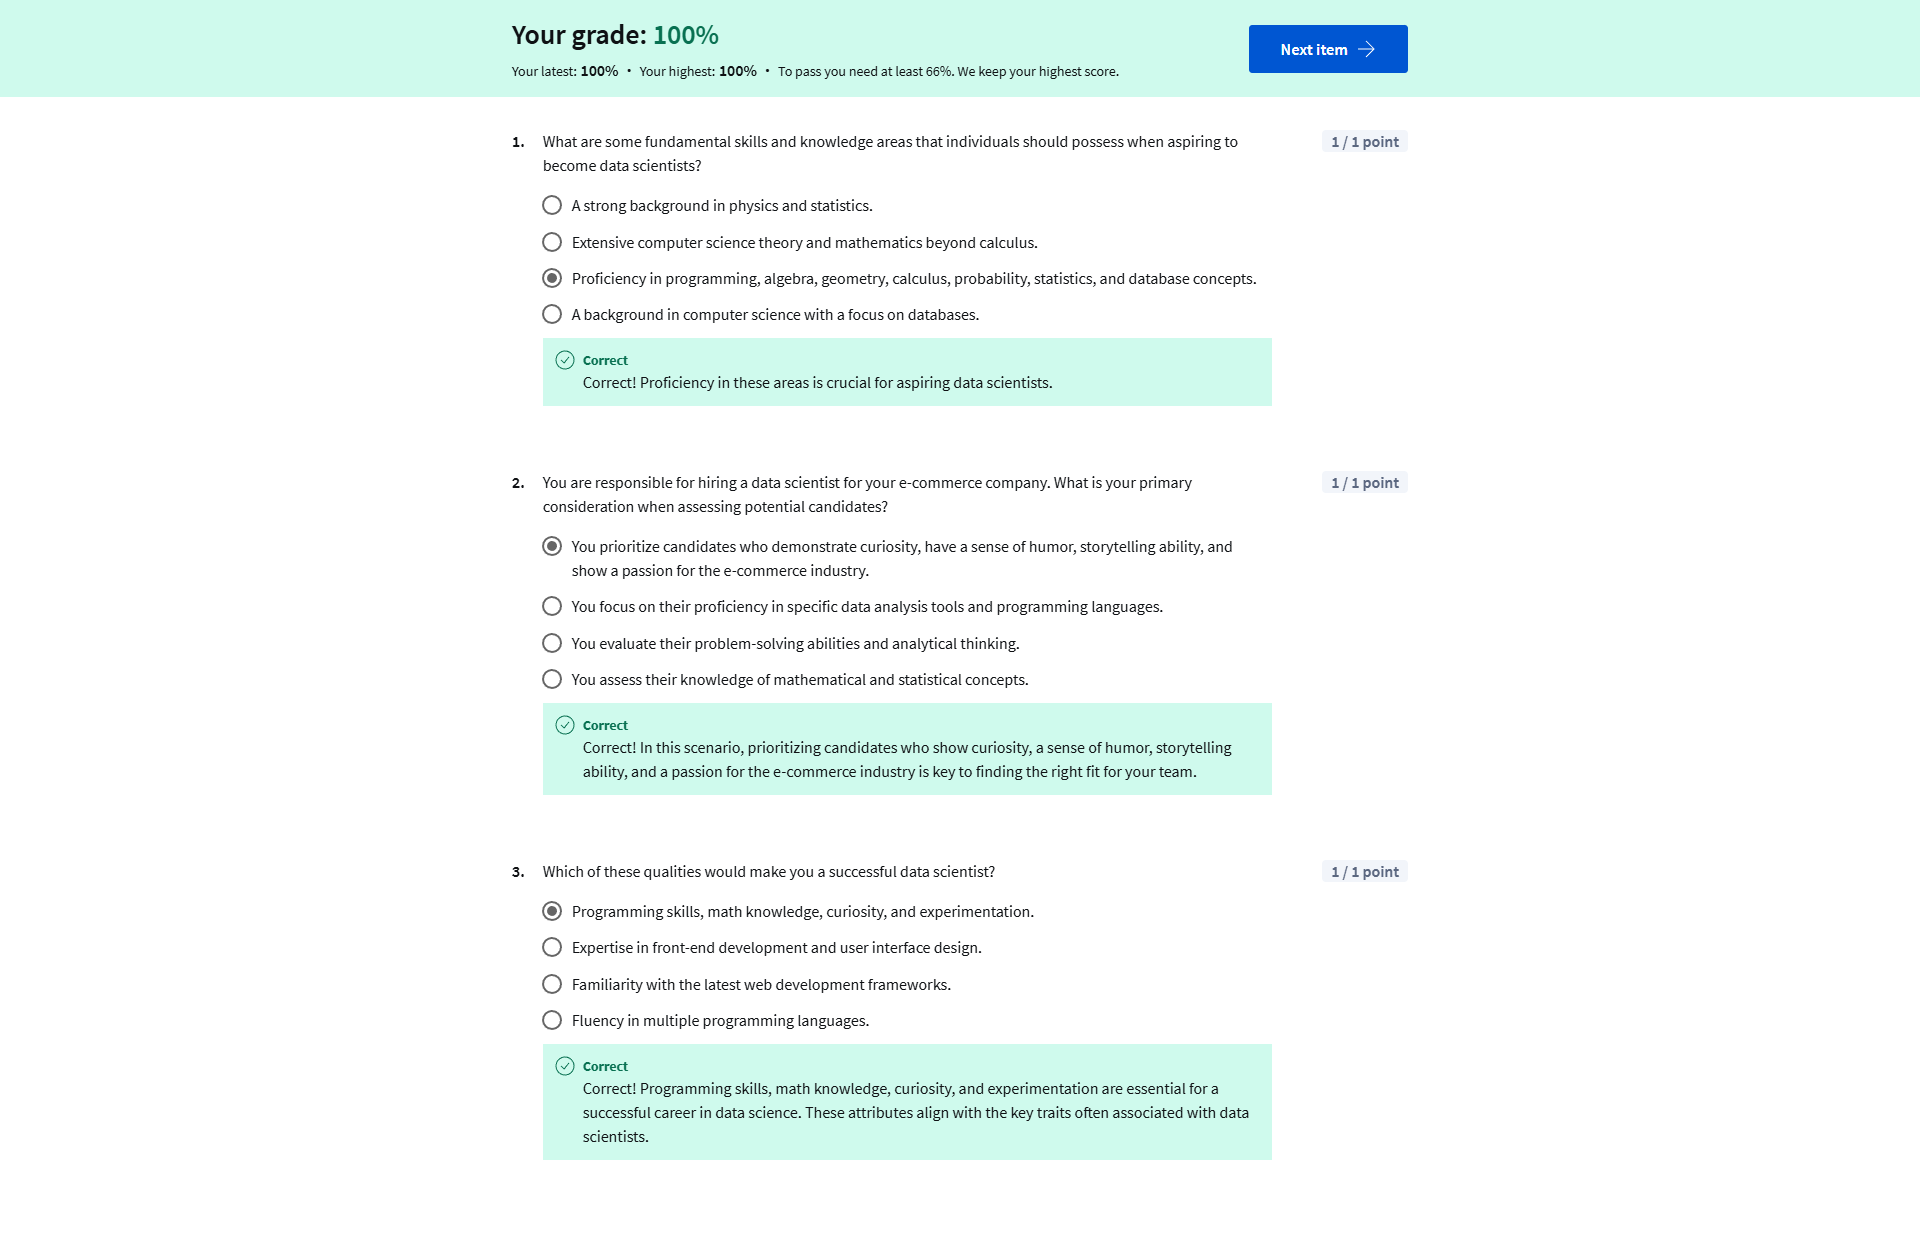 Your grade: 100%
Your latest: 100% • Your highest: 100% • To pass you need at least 66%. We keep your highest score.
Next item
1. What are some fundamental skills and knowledge areas that individuals should possess when aspiring to
become data scientists?
1 / 1 point
A strong background in physics and statistics.
Extensive computer science theory and mathematics beyond calculus.
Proficiency in programming, algebra, geometry, calculus, probability, statistics, and database concepts.
A background in computer science with a focus on databases.
Correct
Correct! Proficiency in these areas is crucial for aspiring data scientists.
2. You are responsible for hiring a data scientist for your e-commerce company. What is your primary
consideration when assessing potential candidates?
1 / 1 point
You prioritize candidates who demonstrate curiosity, have a sense of humor, storytelling ability, and
show a passion for the e-commerce industry.
You focus on their proficiency in specific data analysis tools and programming languages.
You evaluate their problem-solving abilities and analytical thinking.
You assess their knowledge of mathematical and statistical concepts.
Correct
Correct! In this scenario, prioritizing candidates who show curiosity, a sense of humor, storytelling
ability, and a passion for the e-commerce industry is key to finding the right fit for your team.
3. Which of these qualities would make you a successful data scientist?
1 / 1 point
Programming skills, math knowledge, curiosity, and experimentation.
Expertise in front-end development and user interface design.
Familiarity with the latest web development frameworks.
Fluency in multiple programming languages.
Correct
Correct! Programming skills, math knowledge, curiosity, and experimentation are essential for a
successful career in data science. These attributes align with the key traits often associated with data
scientists.